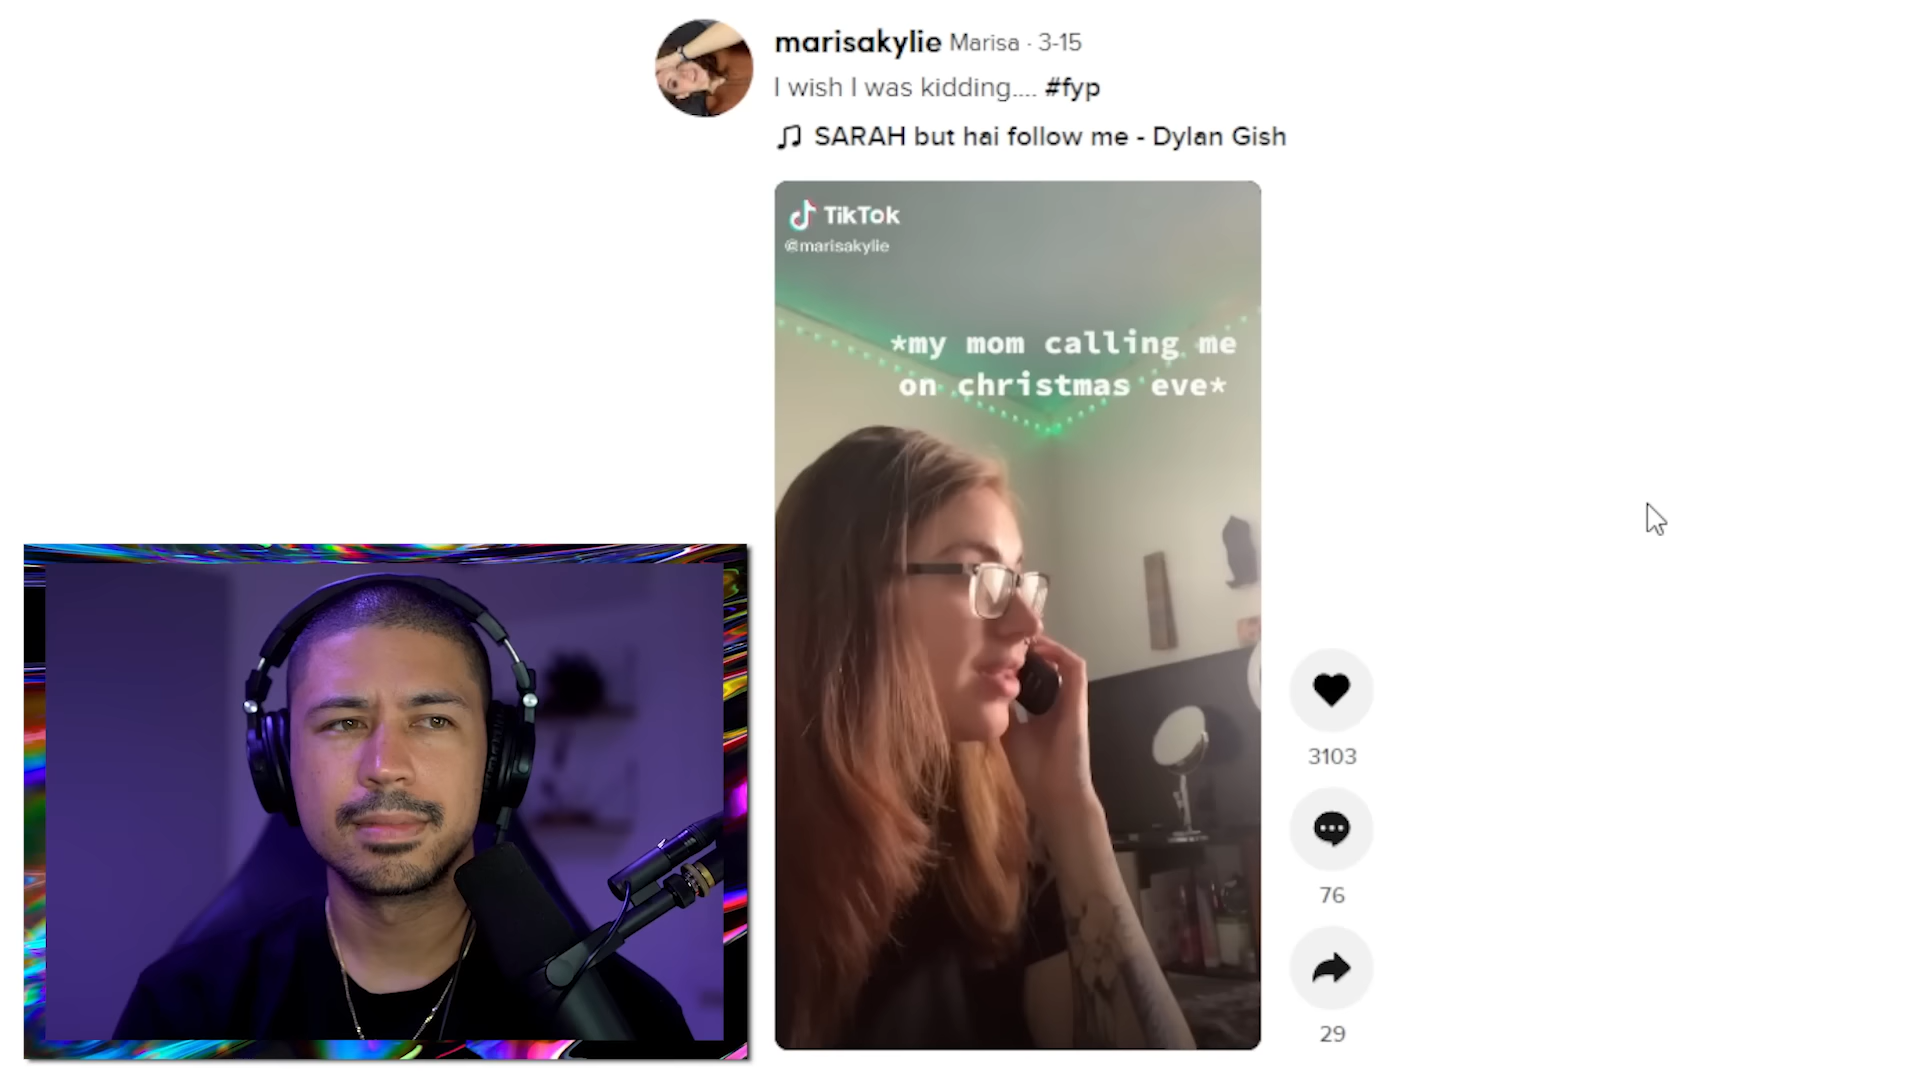 marisakylie Marisa · 3-15
I wish I was kidding.... #fyp
SARAH but hai follow me - Dylan Gish
TikTok
@marisakylie
*my mom calling me
on christmas eve*
3103
76
29